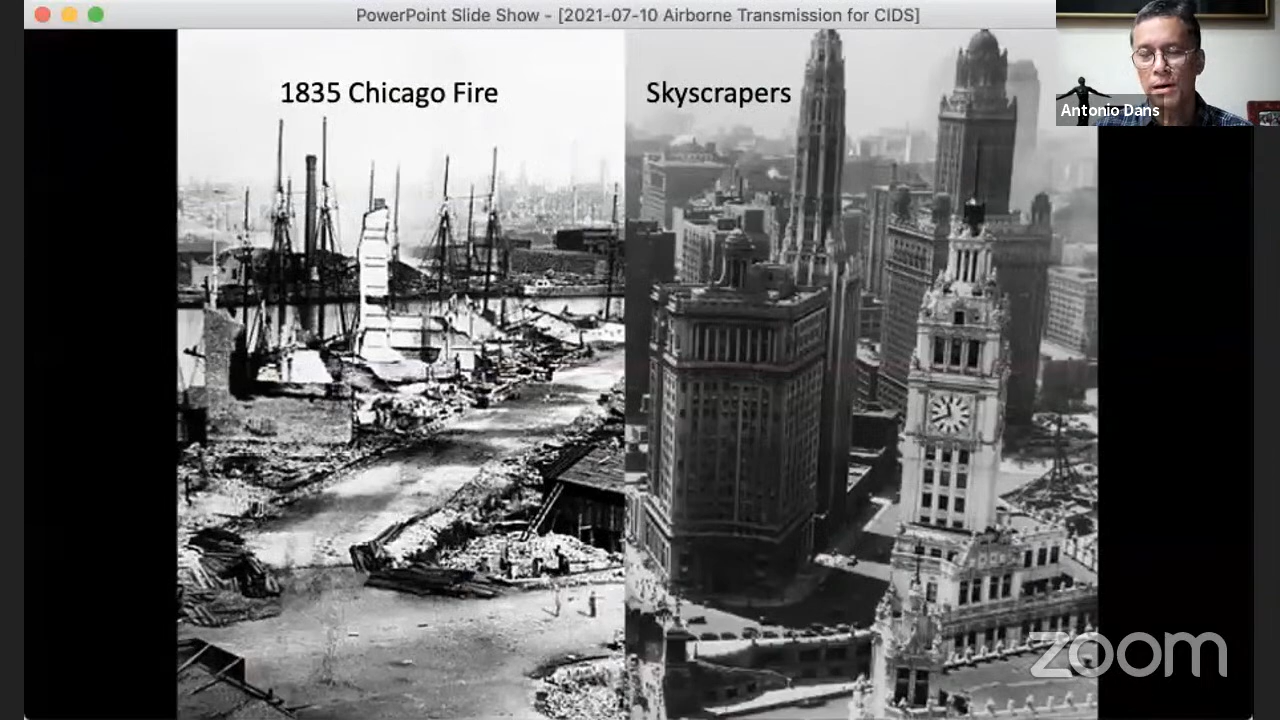 PowerPoint Slide Show - [2021-07-10 Airborne Transmission for CIDS]
1835 Chicago Fire
Skyscrapers
Antonio Dans
zoom